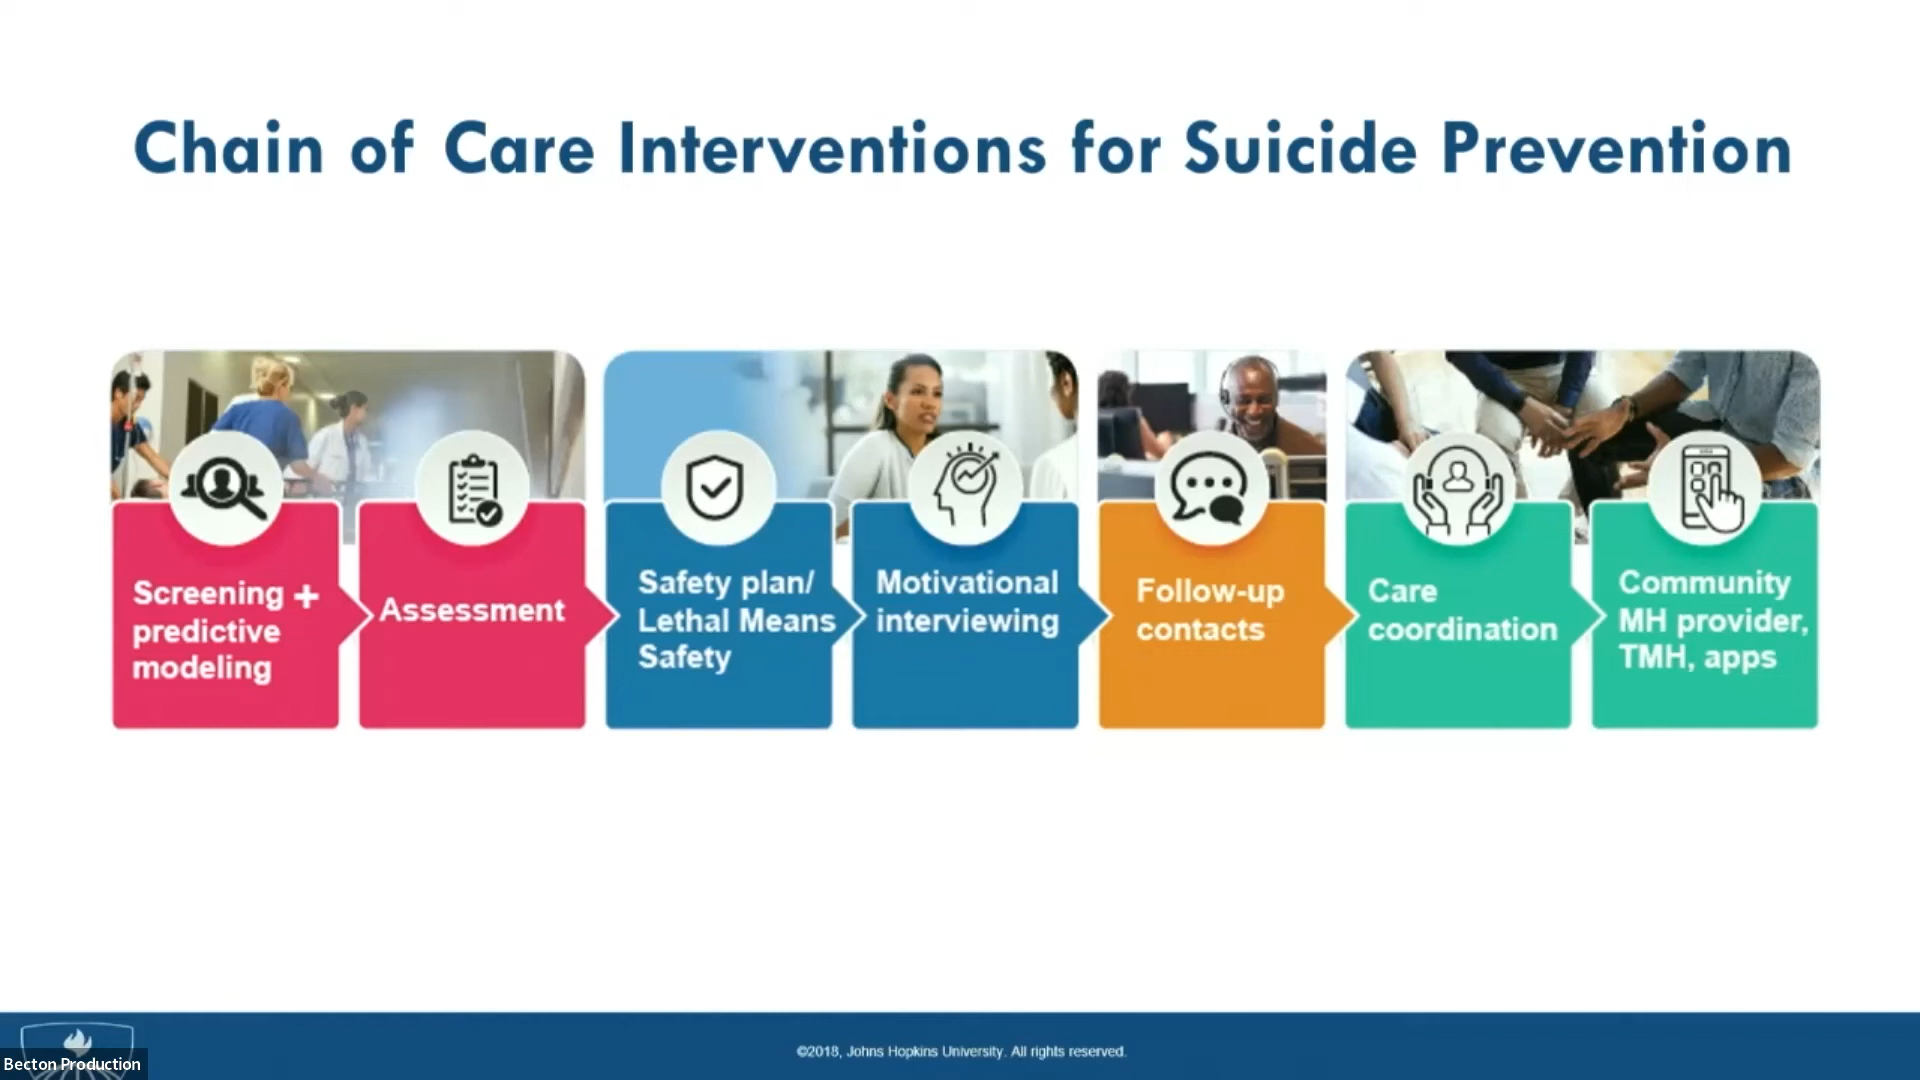 Chain of Care Interventions for Suicide Prevention
Screening +
predictive
modeling
Assessment
Safety plan/
Lethal Means
Safety
Motivational
interviewing
Follow-up
contacts
Care
coordination
Community
MH provider,
TMH, apps
©2018, Johns Hopkins University. All rights reserved.
Becton Production